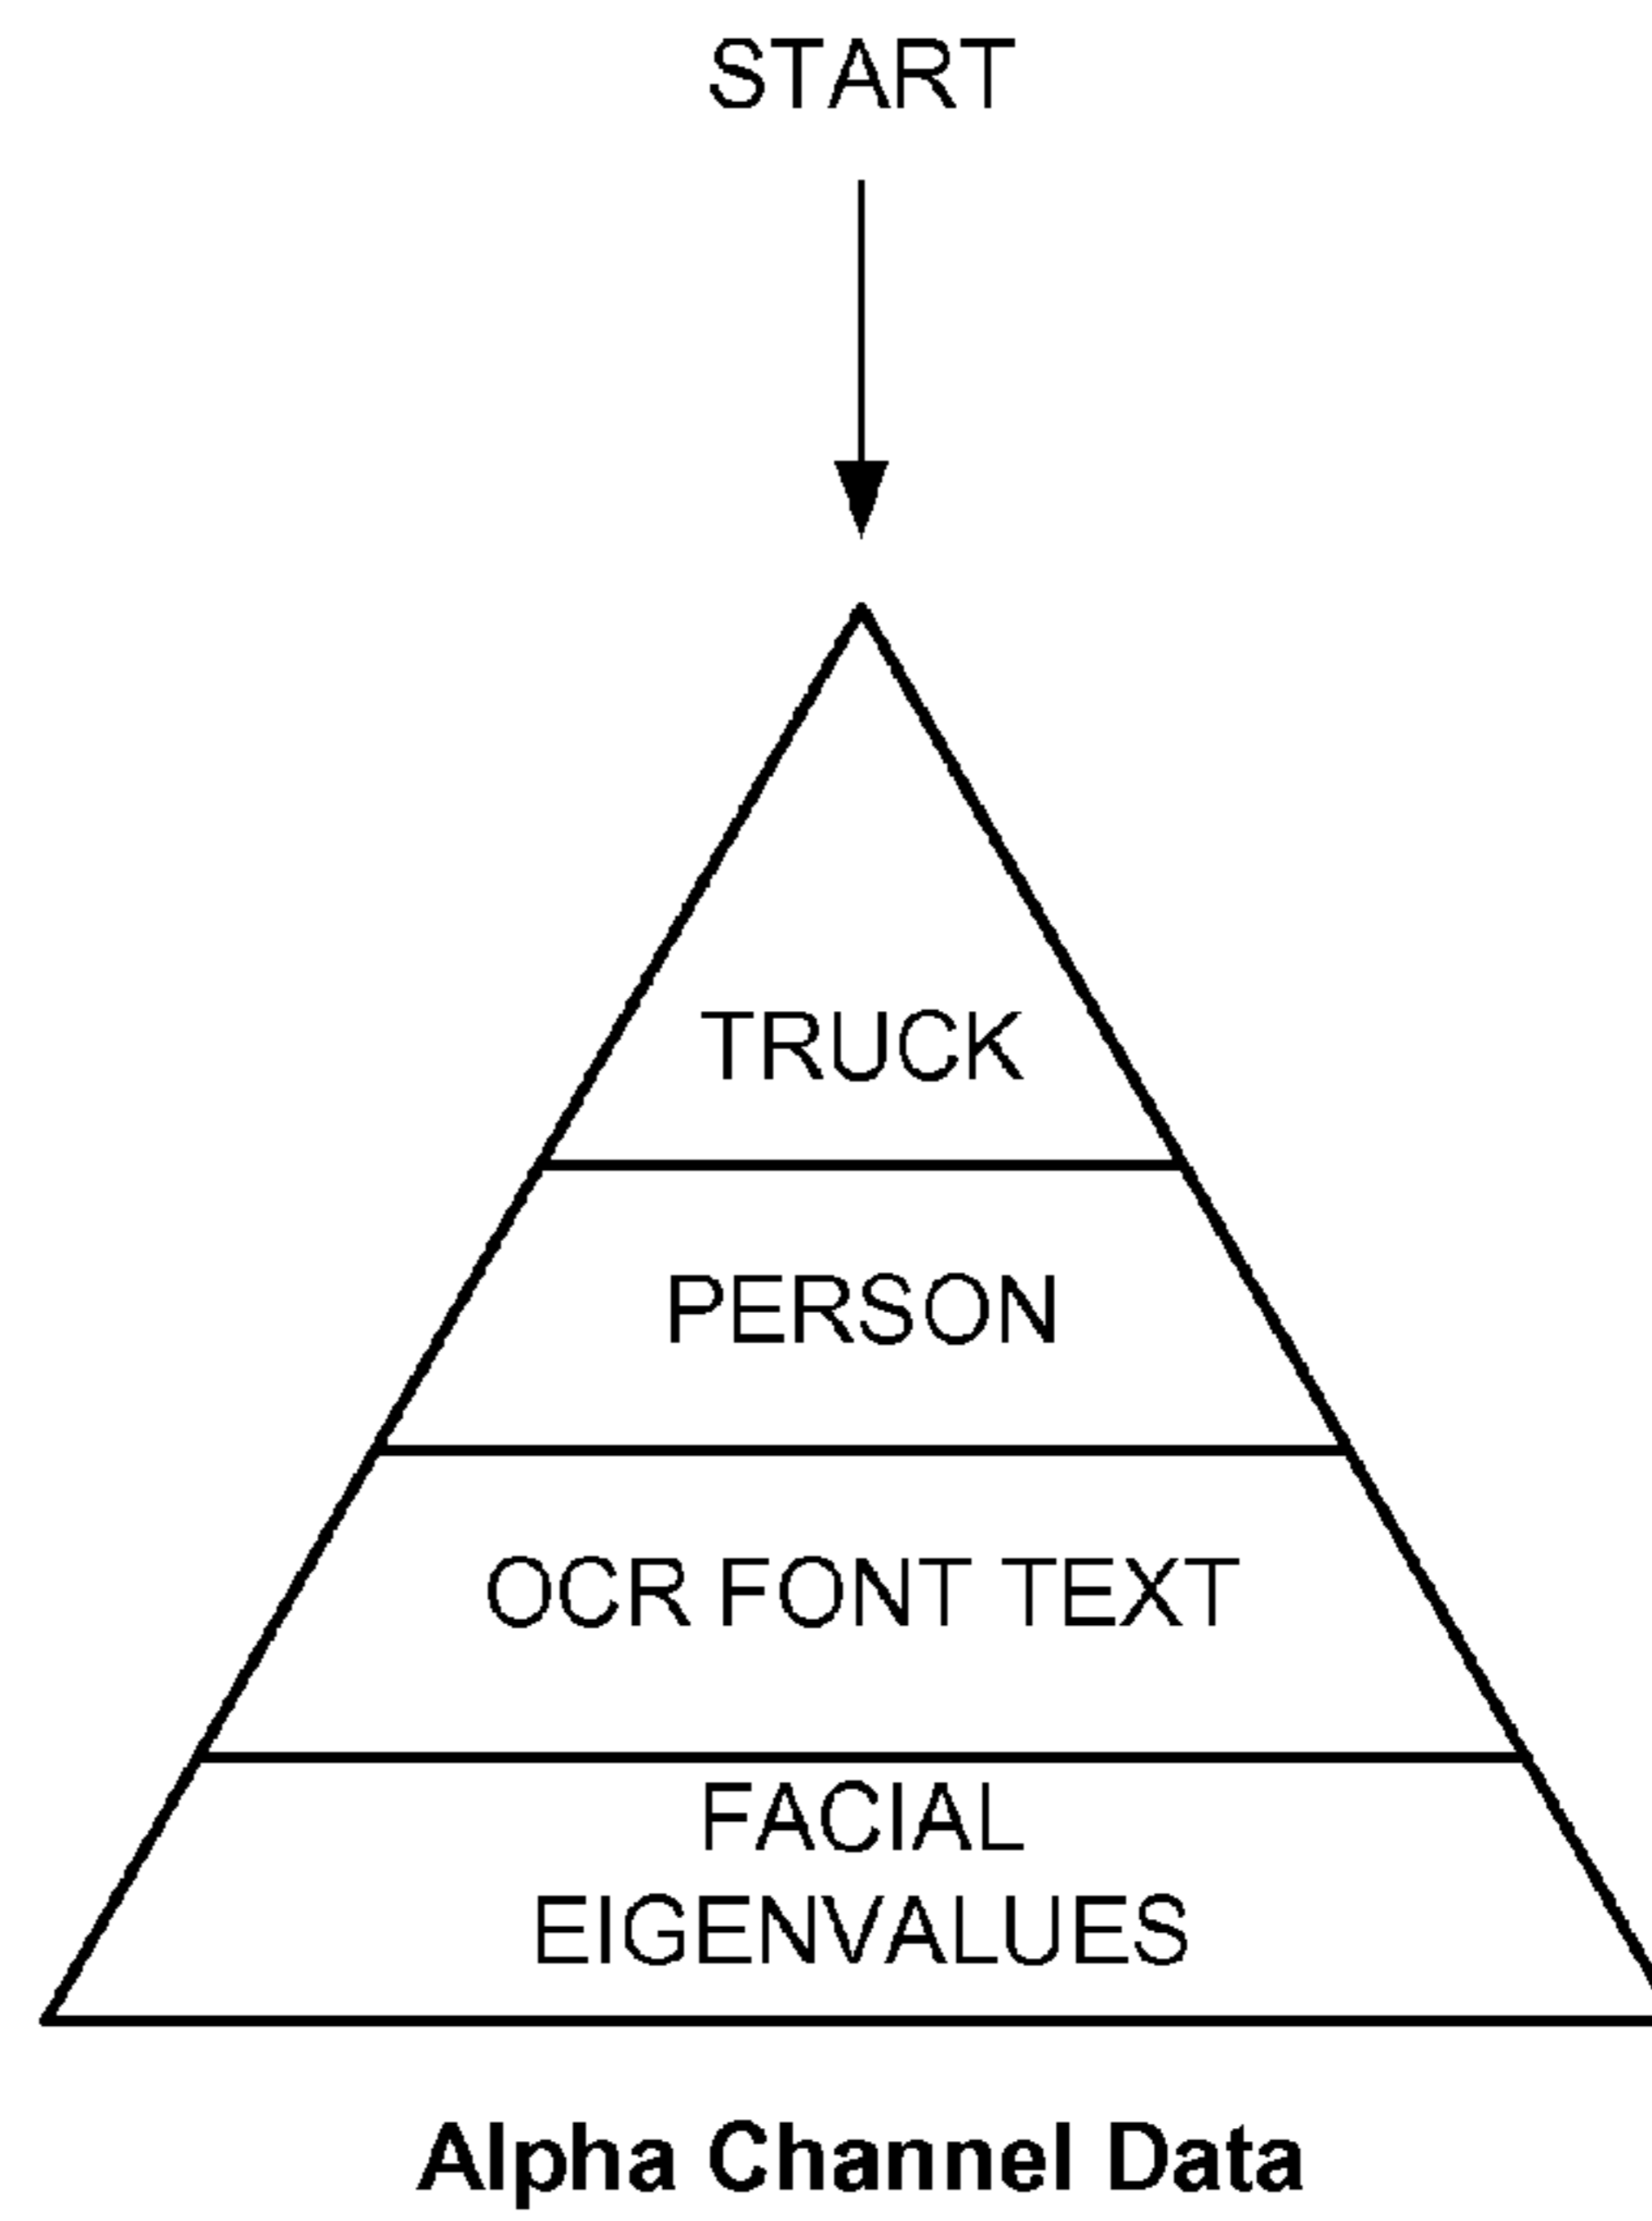 START
TRUCK
PERSON
OCR FONT TEXT
FACIAL
EIGENVALUES
Alpha Channel Data